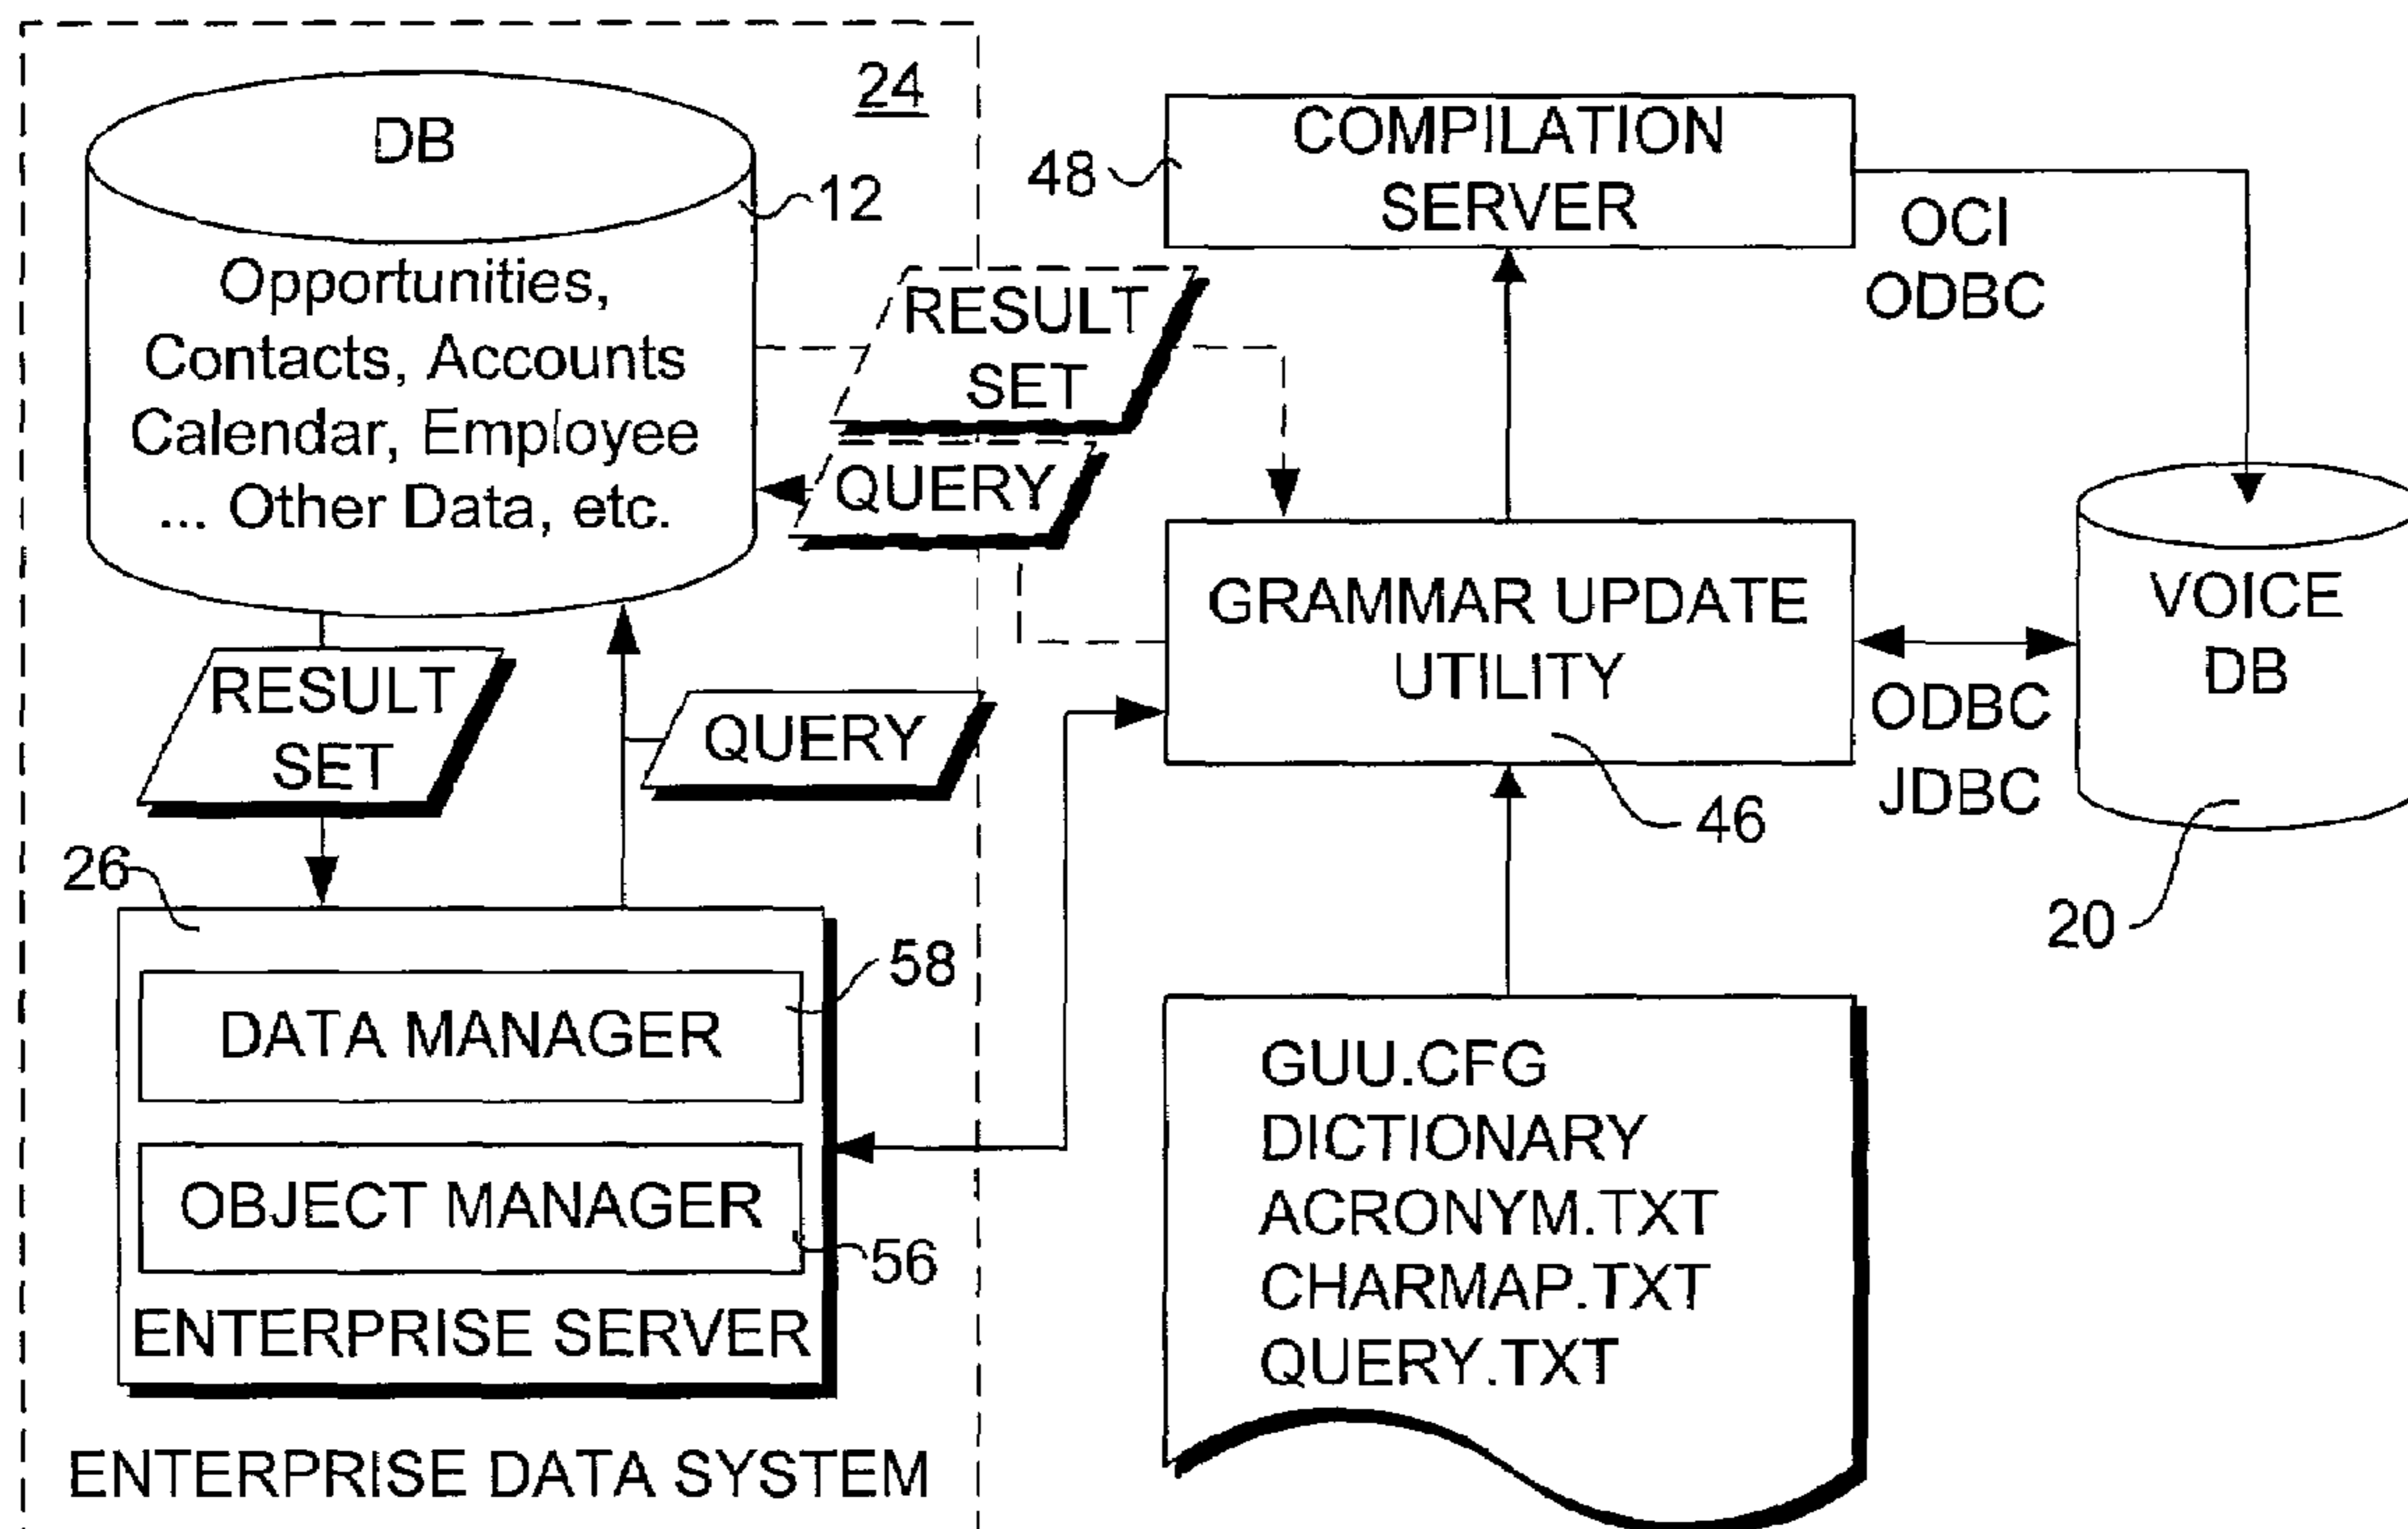 24
DB
12
Opportunities,
Contacts, Accounts
Calendar, Employee
... Other Data, etc.
RESULT
SET
QUERY
RESULT
SET
QUERY
26
58
DATA MANAGER
OBJECT MANAGER
56
ENTERPRISE SERVER
ENTERPRISE DATA SYSTEM
48
COMPILATION
SERVER
OCI
ODBC
GRAMMAR UPDATE
UTILITY
46
ODBC
JDBC
VOICE
DB
20
GUU.CFG
DICTIONARY
ACRONYM.TXT
CHARMAP.TXT
QUERY.TXT